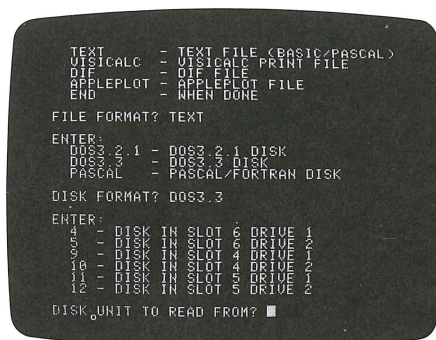 TEXT - TEXT FILE (BASIC/PASCAL)
VISICALC - VISICALC PRINT FILE
DIF - DIF FILE
APPLEPLOT - APPLEPLOT FILE
END - WHEN DONE
FILE FORMAT? TEXT
ENTER:
DOS3.2.1 - DOS3.2.1 DISK
DOS3.3 - DOS3.3 DISK
PASCAL - PASCAL/FORTRAN DISK
DISK FORMAT? DOS3.3
ENTER:
4 - DISK IN SLOT 6 DRIVE 1
5 - DISK IN SLOT 6 DRIVE 2
9 - DISK IN SLOT 4 DRIVE 1
10 - DISK IN SLOT 4 DRIVE 2
11 - DISK IN SLOT 5 DRIVE 1
12 - DISK IN SLOT 5 DRIVE 2
DISK UNIT TO READ FROM?